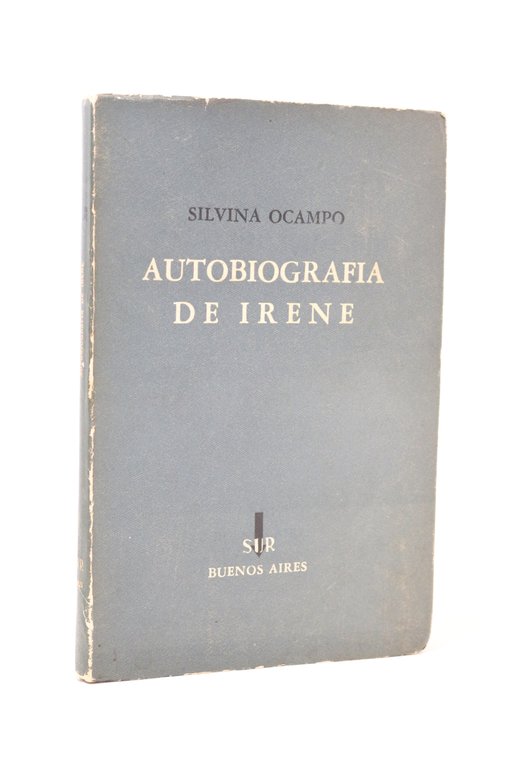 SILVINA OCAMPO
AUTOBIOGRAFIA
DE IRENE
SUR
BUENOS AIRES